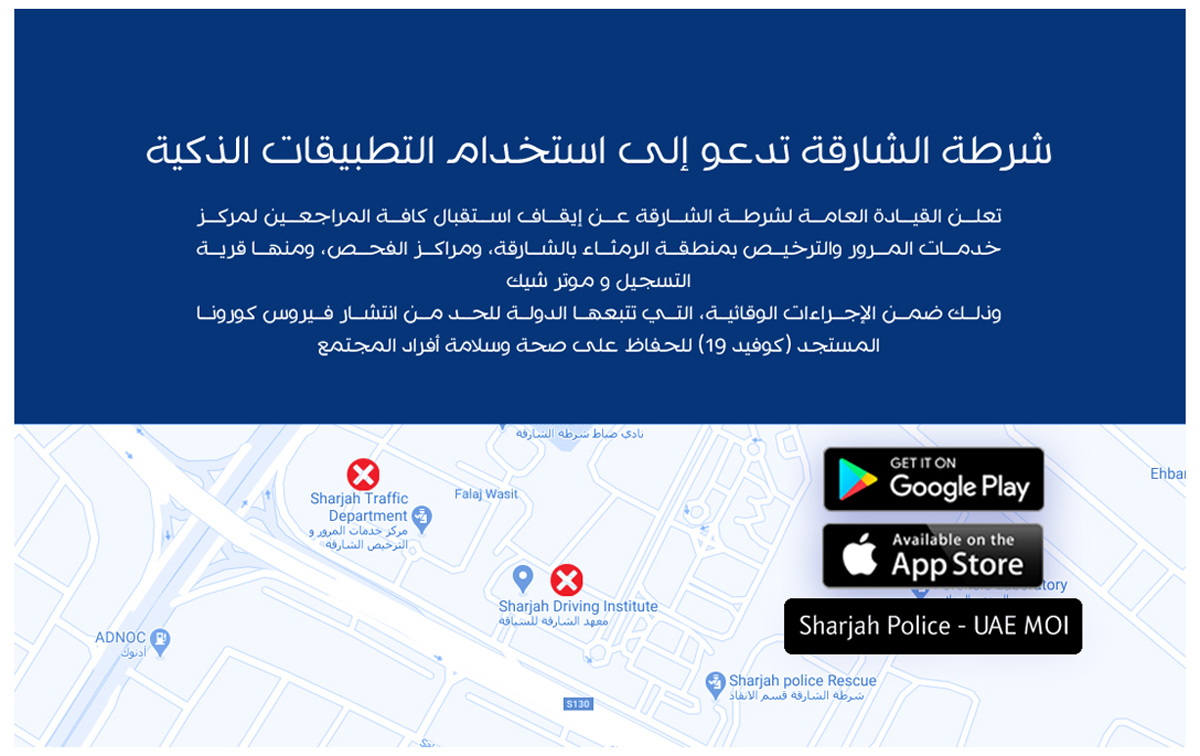 شرطة الشارقة تدعو إلى استخدام التطبيقات الذكية
تعلن القيادة العامة لشرطة الشارقة عن إيقاف استقبال كافة المراجعين لمركز
خدمات المرور والترخيص بمنطقة الرمثاء بالشارقة، ومراكز الفحص، ومنها قرية
التسجيل و موتر شيك
وذلك ضمن الإجراءات الوقائية، التي تتبعها الدولة للحد من انتشار فيروس كورونا
المستجد (كوفيد 19) للحفاظ على صحة وسلامة أفراد المجتمع
نادي ضباط شرطة الشارقة
GET IT ON
Google Play
Ehbar
Sharjah Traffic
Department
مركز خدمات المرور و
الترخيص الشارقة
Falaj Wasit
Available on the
App Store
Sharjah Driving Institute
معهد الشارقة للسياقة
Sharjah Police - UAE MOI
ADNOC
أدنوك
Sharjah police Rescue
شرطة الشارقة قسم الانقاذ
S130